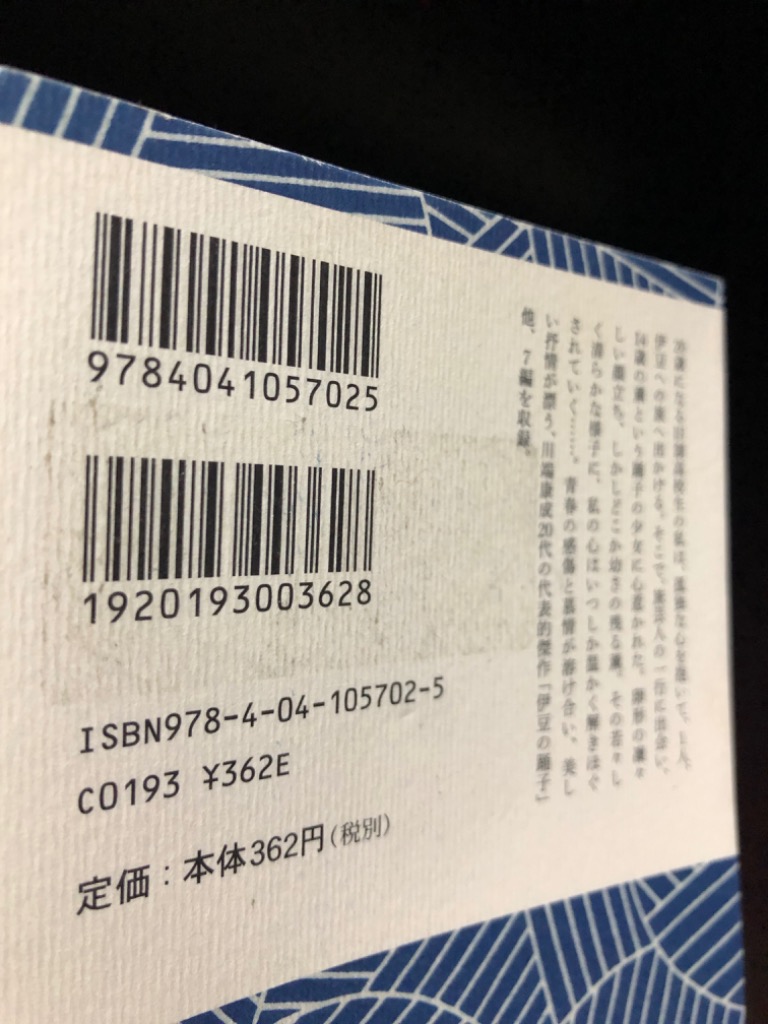 9784041057025
1920193003628
ISBN978-4-04-105702-5
C0193 ¥362E
定価：本体362円（税別）
20歳になる旧制高校生の私は、孤独な心を抱いて、1人、
伊豆への旅へ出かける。そこで、旅芸人の一行に出会い、
14歳の薫という踊子の少女に心惹かれた。卵形の凛々
しい顔立ち、しかしどこか幼さの残る薫。その若々し
く清らかな様子に、私の心はいつしか温かく解きほぐ
されていく……。青春の感傷と慕情が溶け合い、美し
い抒情が漂う、川端康成20代の代表的傑作「伊豆の踊子」
他、7編を収録。